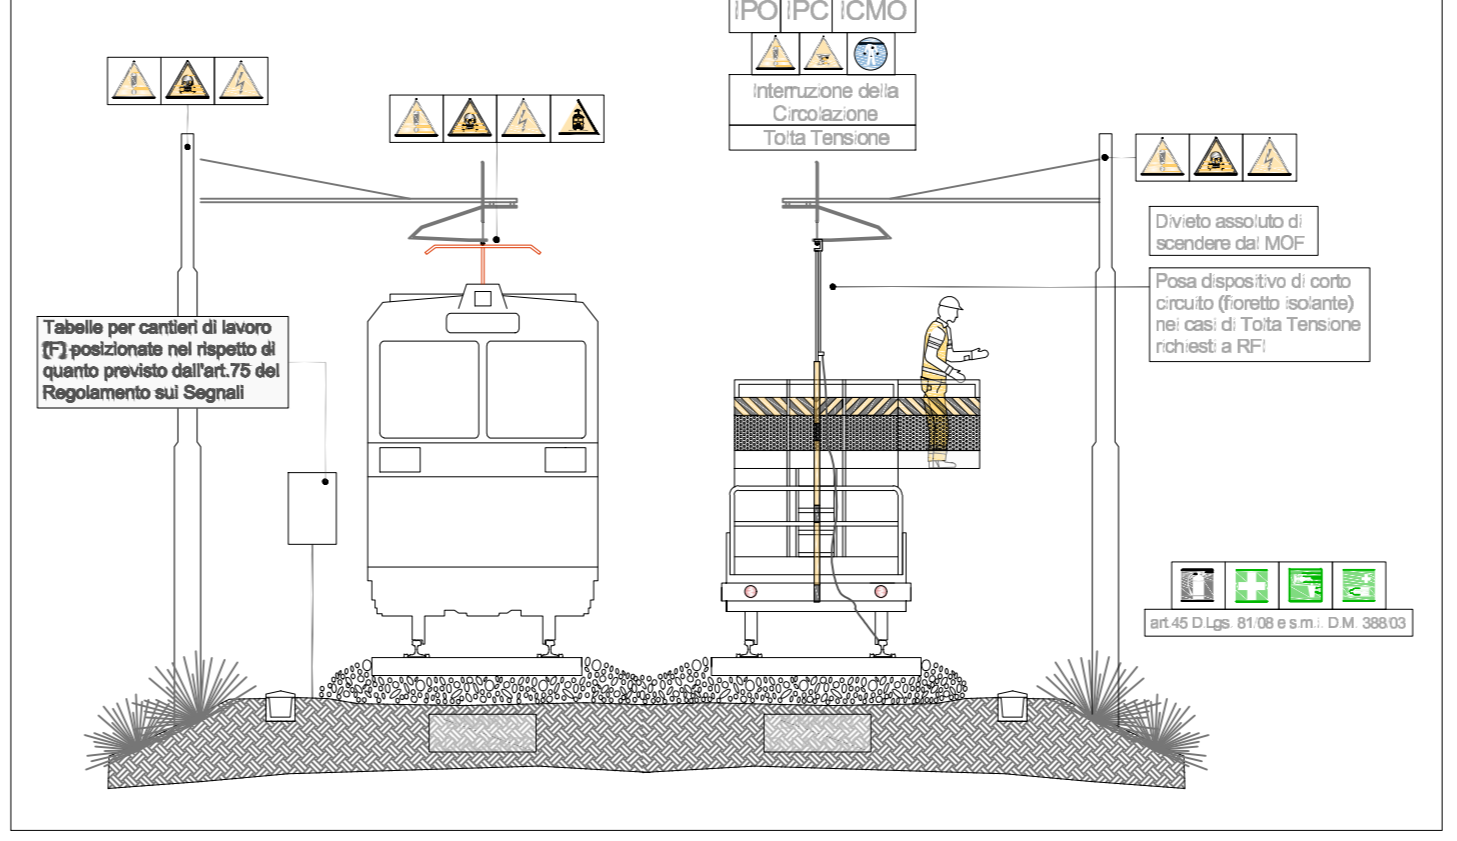 IPO IPC ICMO
Interruzione della
Circolazione
Tolta Tensione
Divieto assoluto di
scendere dal MOF
Posa dispositivo di corto
circuito (fioretto isolante)
nei casi di Tolta Tensione
richiesti a RFI
Tabelle per cantieri di lavoro
[F] posizionate nel rispetto di
quanto previsto dall'art.75 del
Regolamento sui Segnali
art.45 D.Lgs. 81/08 e s.m.i. D.M. 388/03